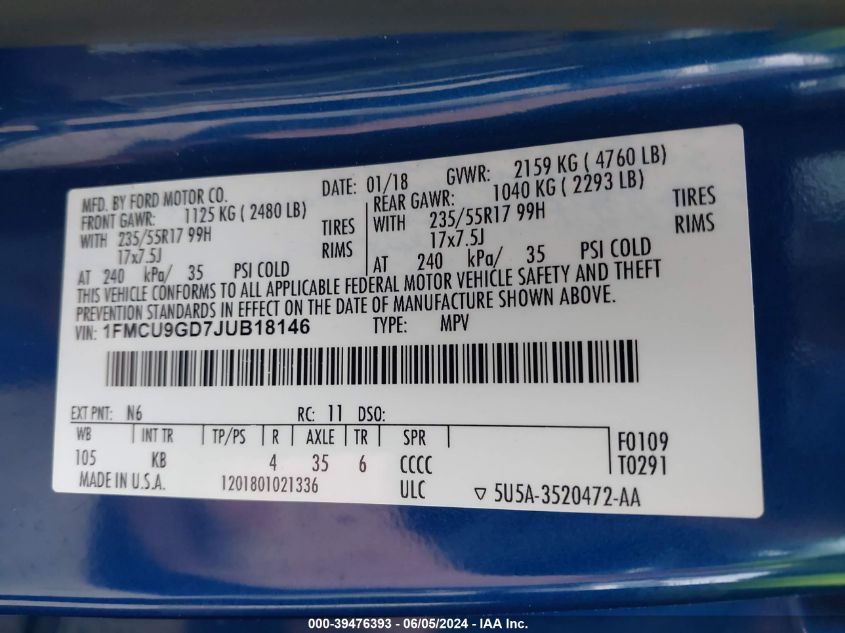 MFD. BY FORD MOTOR CO.
DATE: 01/18 GVWR: 2159 KG ( 4760 LB)
FRONT GAWR: 1125 KG ( 2480 LB) REAR GAWR: 1040 KG ( 2293 LB)
WITH 235/55R17 99H TIRES WITH 235/55R17 99H TIRES
17x7.5J RIMS 17x7.5J RIMS
AT 240 kPa/ 35 PSI COLD AT 240 kPa/ 35 PSI COLD
THIS VEHICLE CONFORMS TO ALL APPLICABLE FEDERAL MOTOR VEHICLE SAFETY AND THEFT
PREVENTION STANDARDS IN EFFECT ON THE DATE OF MANUFACTURE SHOWN ABOVE.
VIN: 1FMCU9GD7JUB18146 TYPE: MPV
EXT PNT: N6 RC: 11 DSO:
WB INT TR TP/PS R AXLE TR SPR F0109
105 KB 4 35 6 CCCC T0291
MADE IN U.S.A. 1201801021336 ULC ▽ 5U5A-3520472-AA
000-39476393 - 06/05/2024 - IAA Inc.